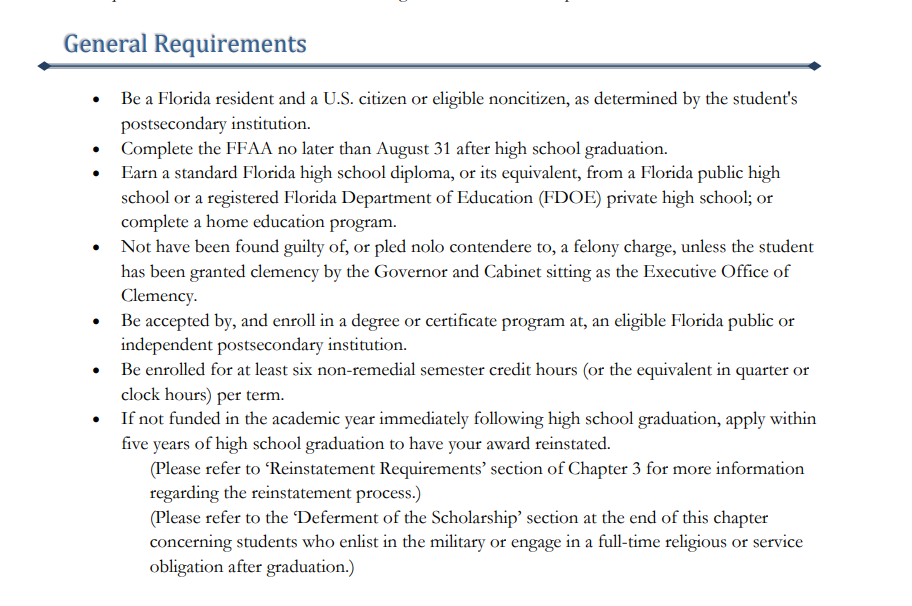 General Requirements
• Be a Florida resident and a U.S. citizen or eligible noncitizen, as determined by the student's
postsecondary institution.
• Complete the FFAA no later than August 31 after high school graduation.
• Earn a standard Florida high school diploma, or its equivalent, from a Florida public high
school or a registered Florida Department of Education (FDOE) private high school; or
complete a home education program.
• Not have been found guilty of, or pled nolo contendere to, a felony charge, unless the student
has been granted clemency by the Governor and Cabinet sitting as the Executive Office of
Clemency.
• Be accepted by, and enroll in a degree or certificate program at, an eligible Florida public or
independent postsecondary institution.
• Be enrolled for at least six non-remedial semester credit hours (or the equivalent in quarter or
clock hours) per term.
• If not funded in the academic year immediately following high school graduation, apply within
five years of high school graduation to have your award reinstated.
(Please refer to ‘Reinstatement Requirements’ section of Chapter 3 for more information
regarding the reinstatement process.)
(Please refer to the ‘Deferment of the Scholarship’ section at the end of this chapter
concerning students who enlist in the military or engage in a full-time religious or service
obligation after graduation.)